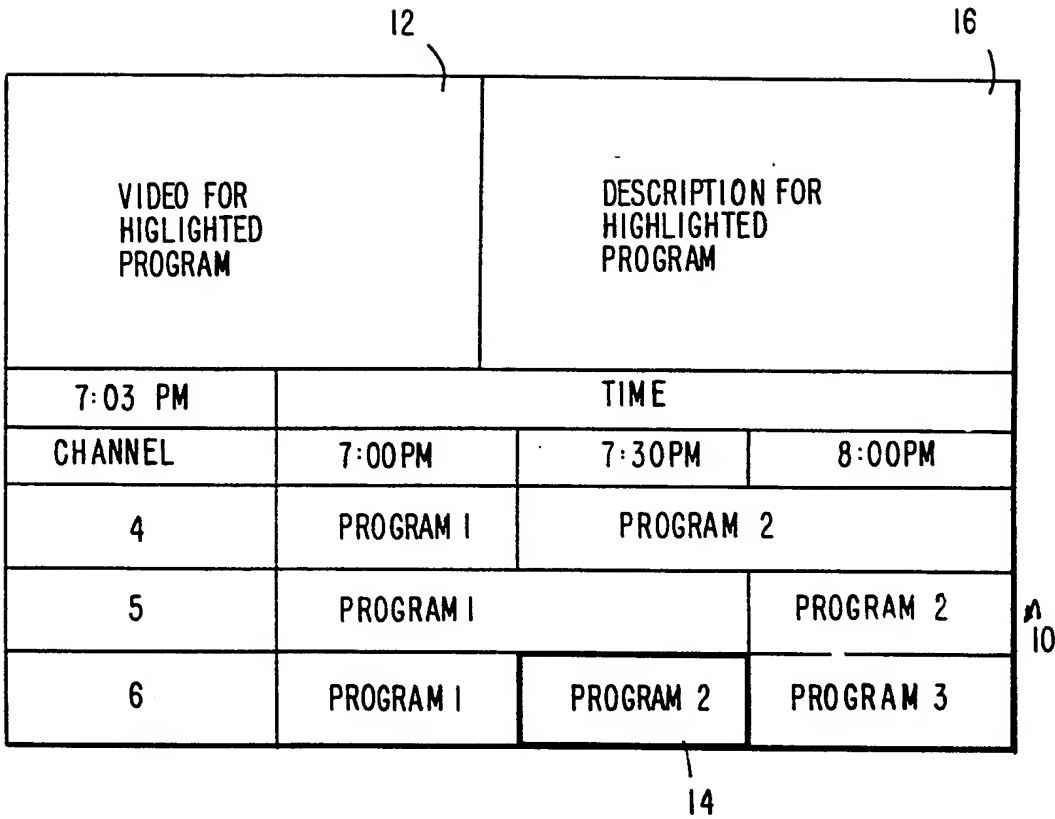 12
16
VIDEO FOR
HIGLIGHTED
PROGRAM
DESCRIPTION FOR
HIGHLIGHTED
PROGRAM
7:03 PM
TIME
CHANNEL
7:00PM
7:30PM
8:00PM
4
PROGRAM 1
PROGRAM 2
5
PROGRAM 1
PROGRAM 2
10
6
PROGRAM 1
PROGRAM 2
PROGRAM 3
14